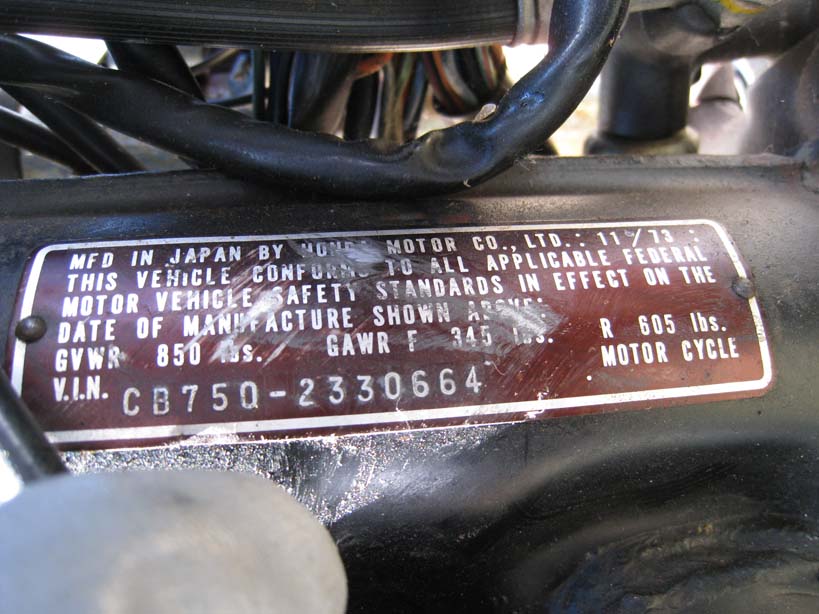 MFD IN JAPAN BY HONDA MOTOR CO., LTD.: 11/73 :
THIS VEHICLE CONFORMS TO ALL APPLICABLE FEDERAL
MOTOR VEHICLE SAFETY STANDARDS IN EFFECT ON THE
DATE OF MANUFACTURE SHOWN ABOVE:
GVWR 850 lbs. GAWR F 345 lbs. R 605 lbs.
V.I.N. CB750-2330664 MOTOR CYCLE